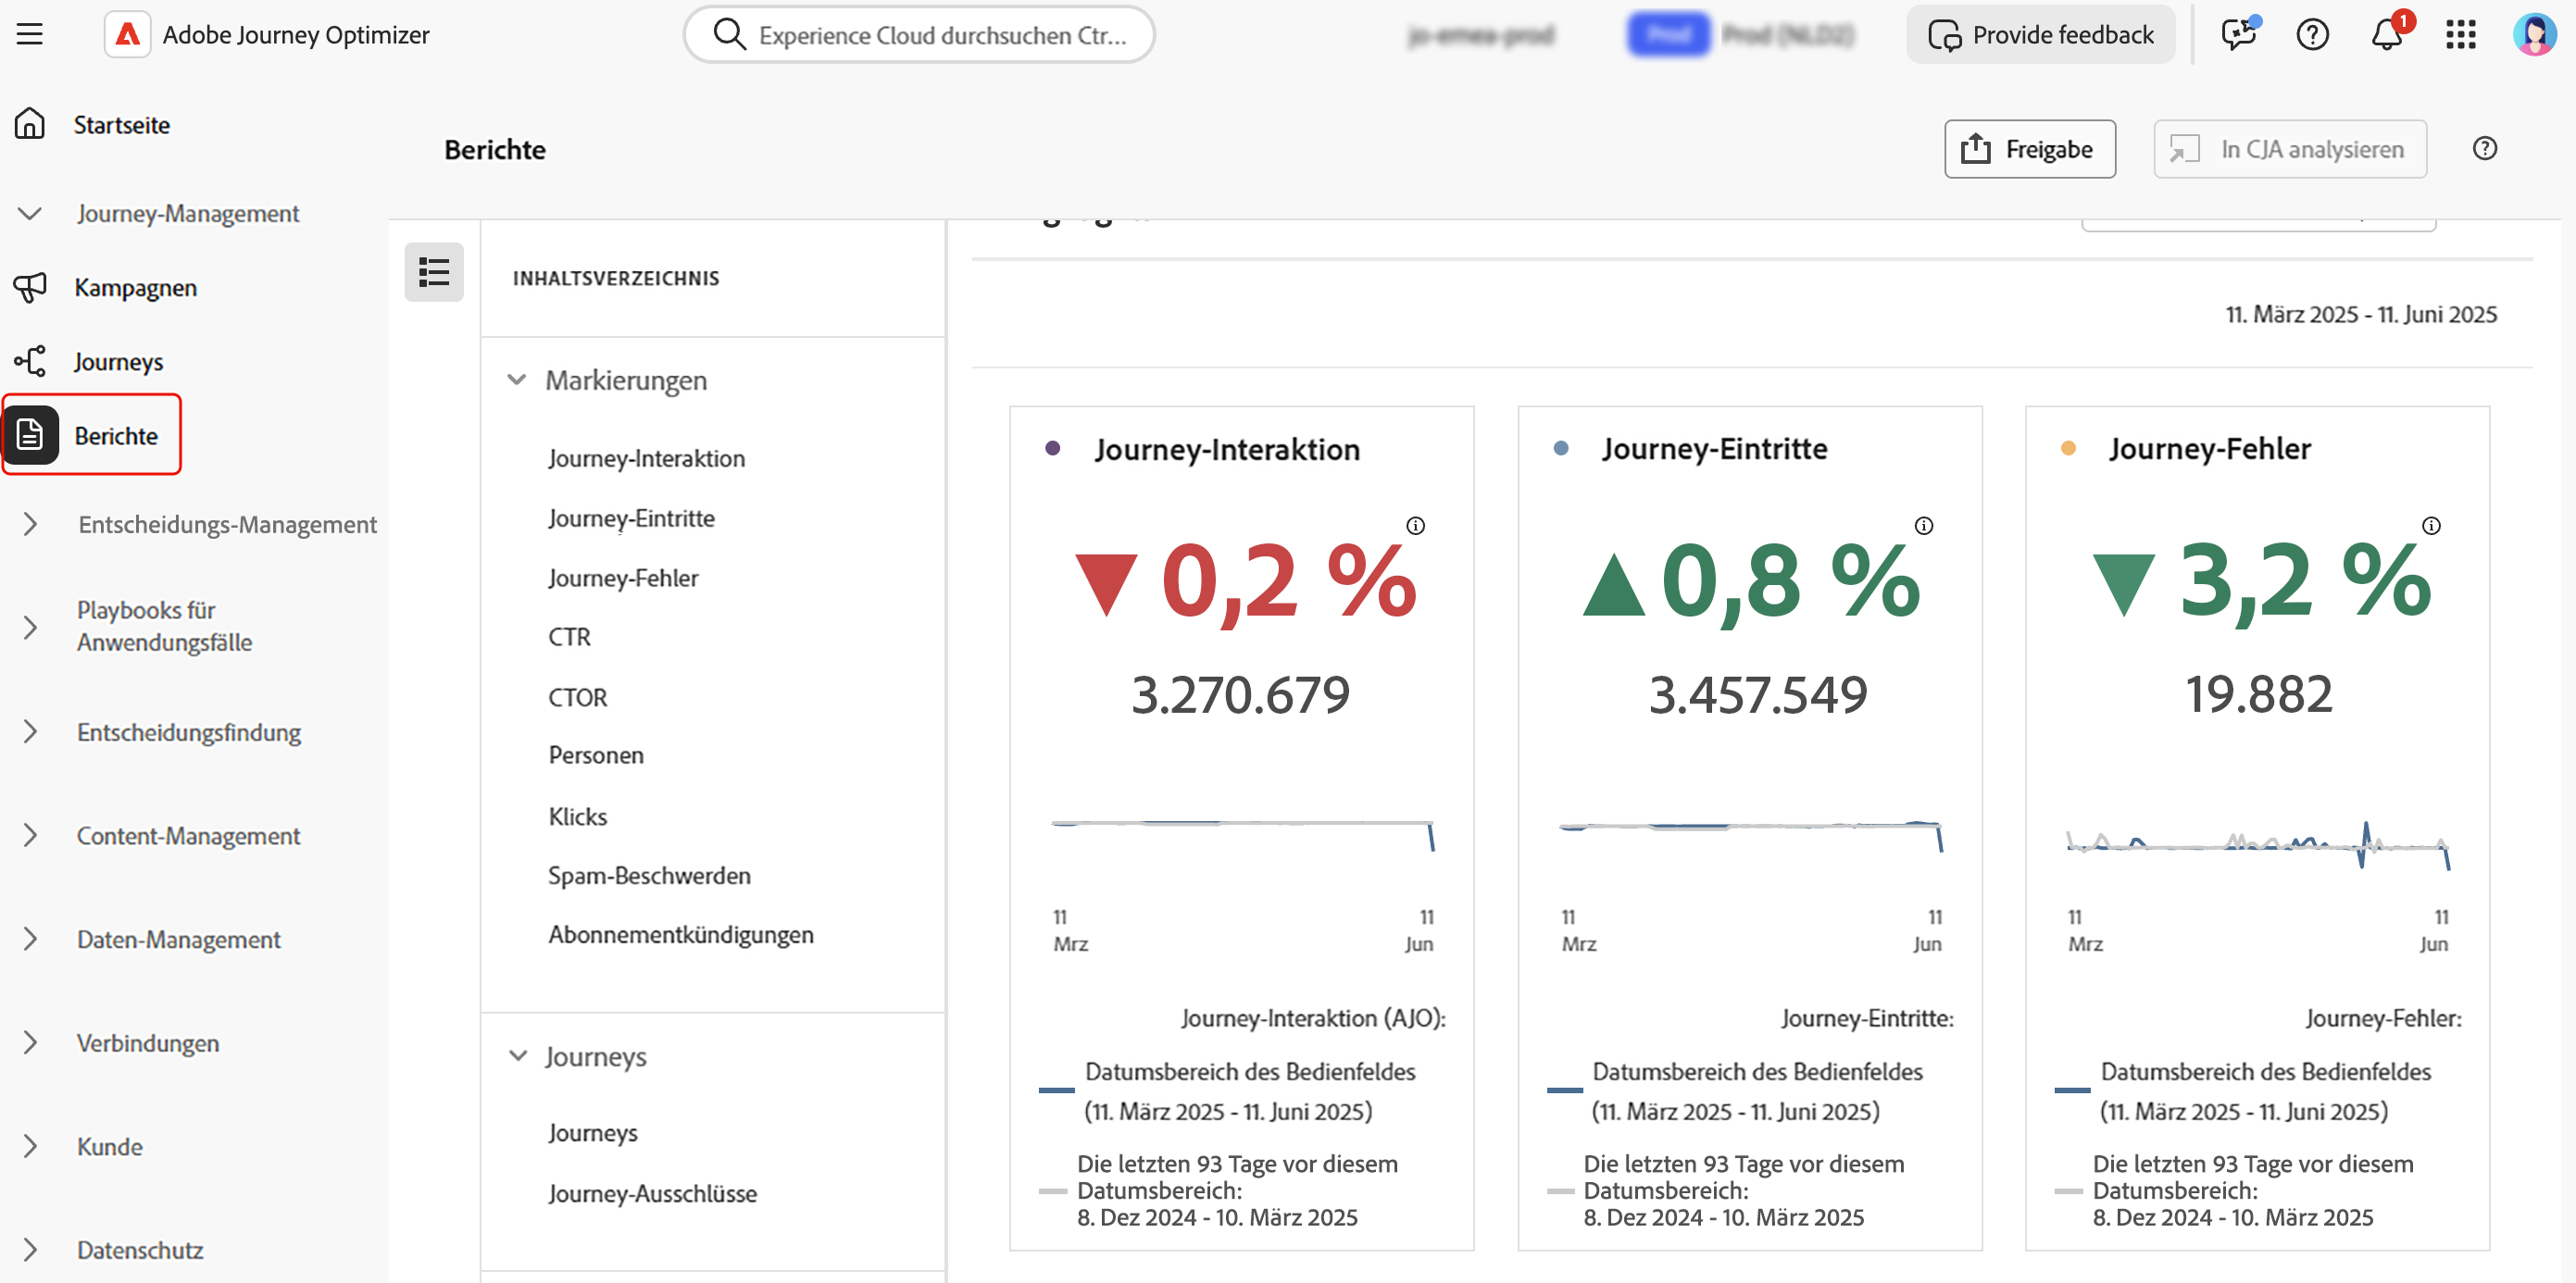 Adobe Journey Optimizer
Experience Cloud durchsuchen Ctr...
Provide feedback
1
Startseite
Journey-Management
Kampagnen
Journeys
Berichte
Entscheidungs-Management
Playbooks für
Anwendungsfälle
Entscheidungsfindung
Content-Management
Daten-Management
Verbindungen
Kunde
Datenschutz
Berichte
Freigabe
In CJA analysieren
INHALTSVERZEICHNIS
Markierungen
Journey-Interaktion
Journey-Eintritte
Journey-Fehler
CTR
CTOR
Personen
Klicks
Spam-Beschwerden
Abonnementkündigungen
Journeys
Journeys
Journey-Ausschlüsse
11. März 2025 - 11. Juni 2025
Journey-Interaktion
▼ 0,2 %
3.270.679
11 11
Mrz Jun
Journey-Interaktion (AJO):
Datumsbereich des Bedienfeldes
(11. März 2025 - 11. Juni 2025)
Die letzten 93 Tage vor diesem
Datumsbereich:
8. Dez 2024 - 10. März 2025
Journey-Eintritte
▲ 0,8 %
3.457.549
11 11
Mrz Jun
Journey-Eintritte:
Datumsbereich des Bedienfeldes
(11. März 2025 - 11. Juni 2025)
Die letzten 93 Tage vor diesem
Datumsbereich:
8. Dez 2024 - 10. März 2025
Journey-Fehler
▼ 3,2 %
19.882
11 11
Mrz Jun
Journey-Fehler:
Datumsbereich des Bedienfeldes
(11. März 2025 - 11. Juni 2025)
Die letzten 93 Tage vor diesem
Datumsbereich:
8. Dez 2024 - 10. März 2025